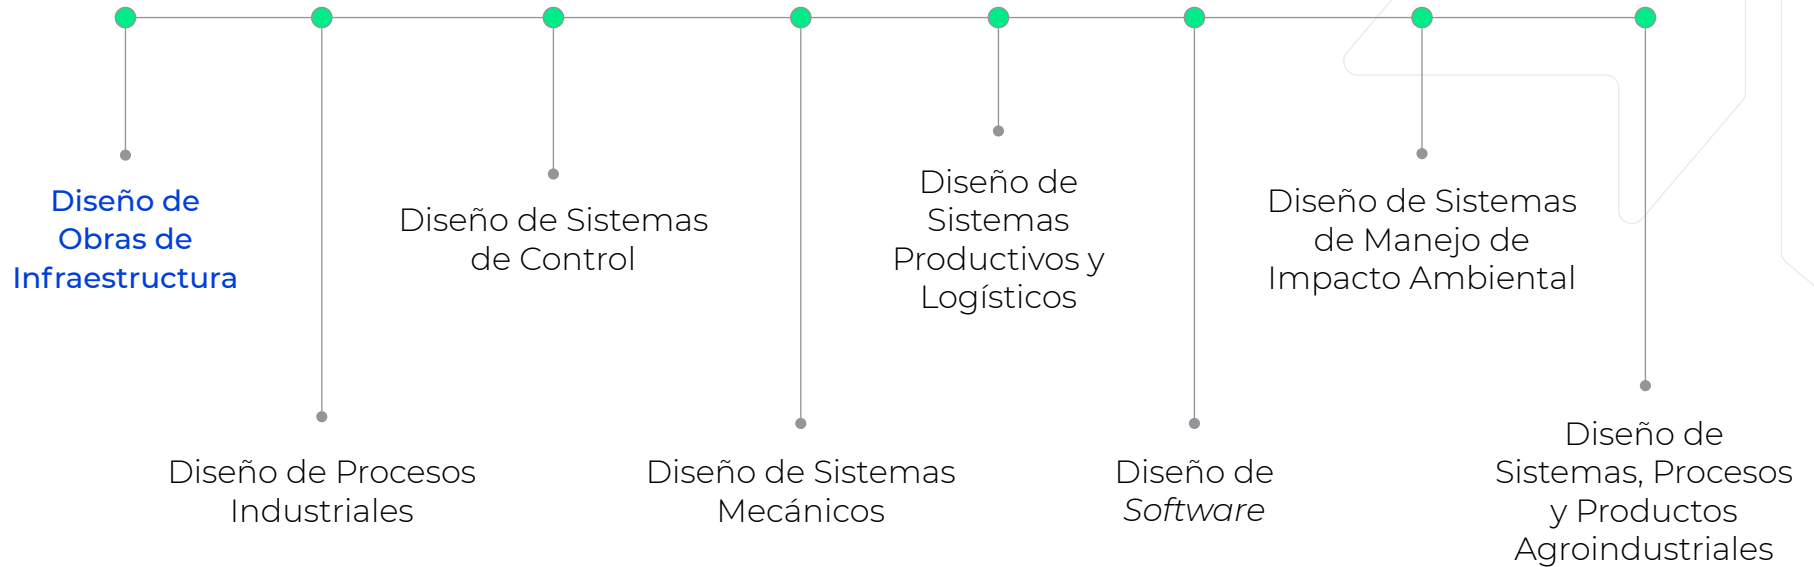 Diseño de
Obras de
Infraestructura
Diseño de Procesos
Industriales
Diseño de Sistemas
de Control
Diseño de Sistemas
Mecánicos
Diseño de
Sistemas
Productivos y
Logísticos
Diseño de
Software
Diseño de Sistemas
de Manejo de
Impacto Ambiental
Diseño de
Sistemas, Procesos
y Productos
Agroindustriales